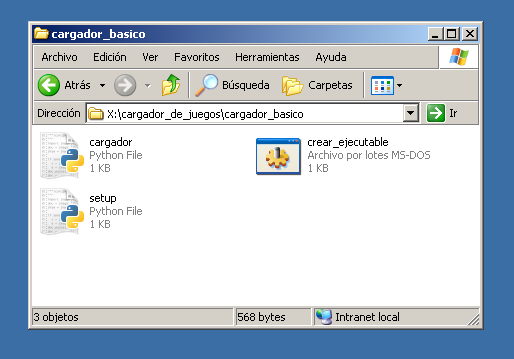 cargador_basico
Archivo Edición Ver Favoritos Herramientas Ayuda
Atrás Búsqueda Carpetas
Dirección X:\cargador_de_juegos\cargador_basico Ir
cargador
Python File
1 KB
crear_ejecutable
Archivo por lotes MS-DOS
1 KB
setup
Python File
1 KB
3 objetos 568 bytes Intranet local